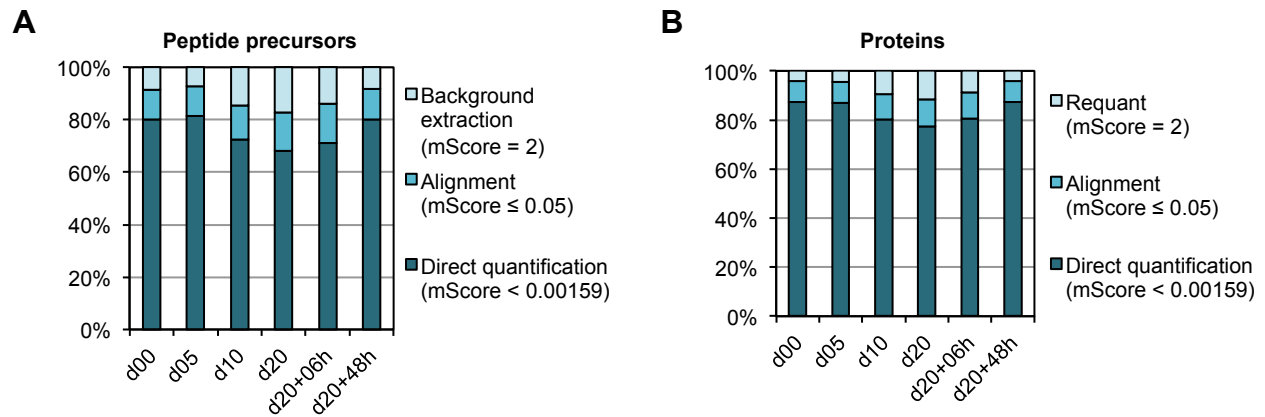 A
Peptide precursors
100%
80%
60%
40%
20%
0%
d00
d05
d10
d20
d20+06h
d20+48h
Background
extraction
(mScore = 2)
Alignment
(mScore ≤ 0.05)
Direct quantification
(mScore < 0.00159)
B
Proteins
100%
80%
60%
40%
20%
0%
d00
d05
d10
d20
d20+06h
d20+48h
Requant
(mScore = 2)
Alignment
(mScore ≤ 0.05)
Direct quantification
(mScore < 0.00159)